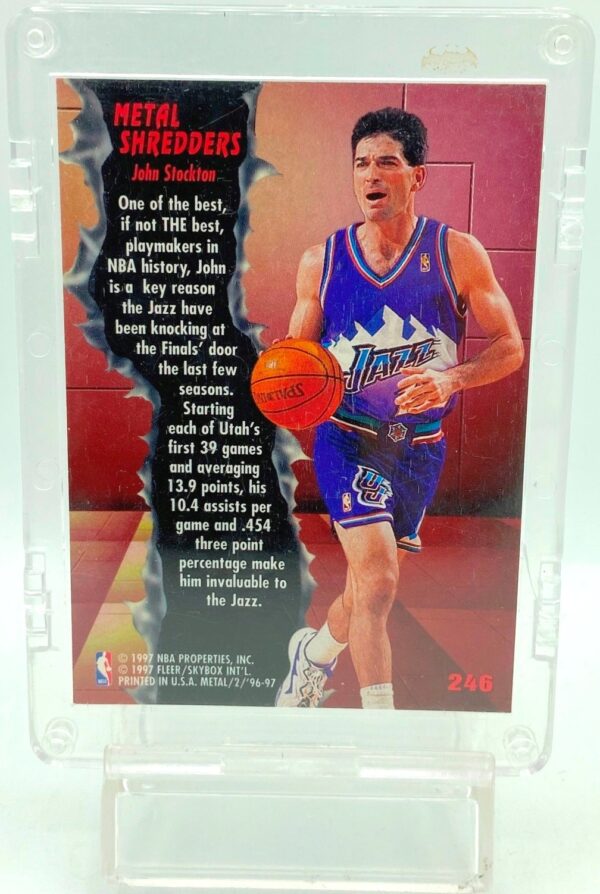 METAL
SHREDDERS
John Stockton
One of the best,
if not THE best,
playmakers in
NBA history, John
is a key reason
the Jazz have
been knocking at
the Finals' door
the last few
seasons.
Starting
each of Utah's
first 39 games
and averaging
13.9 points, his
10.4 assists per
game and .454
three point
percentage make
him invaluable to
the Jazz.
JAZZ
SPALDING
UJ
© 1997 NBA PROPERTIES, INC.
© 1997 FLEER/SKYBOX INT'L.
PRINTED IN U.S.A. METAL/2/'96-97
246